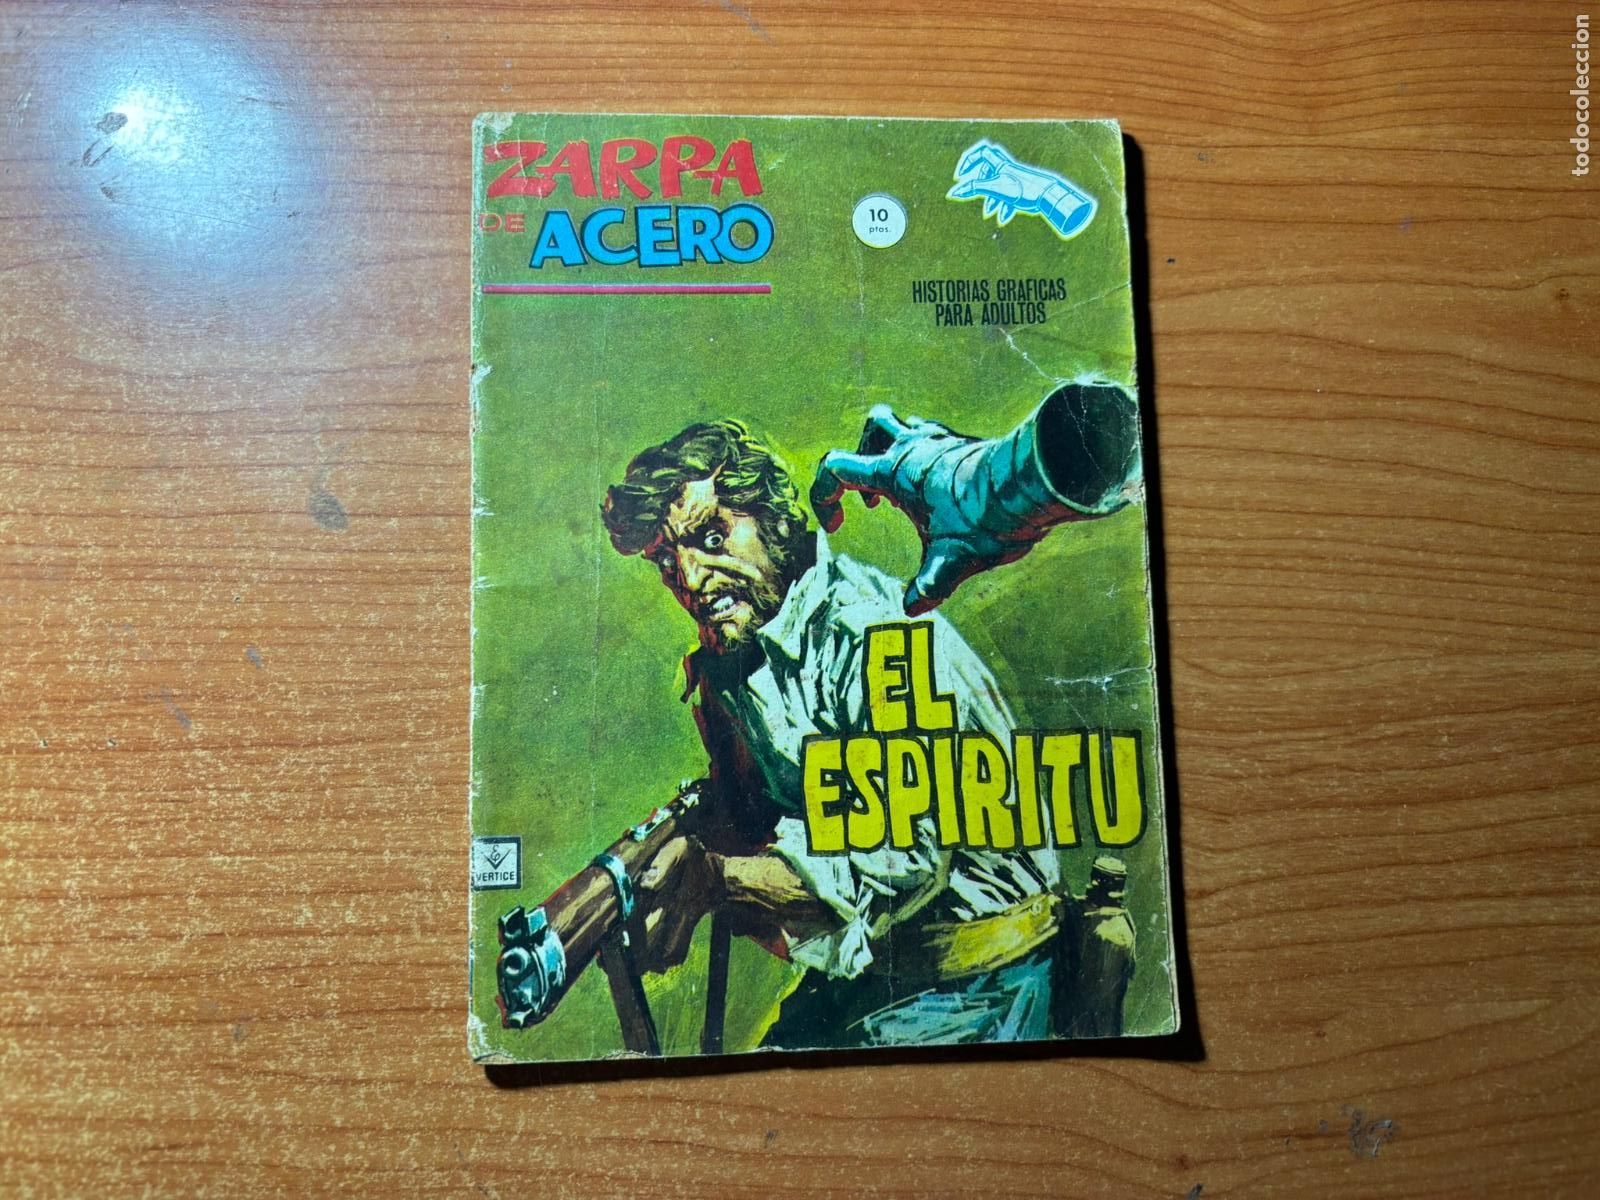 ZARPA
DE ACERO
10
ptas.
HISTORIAS GRAFICAS
PARA ADULTOS
EL
ESPIRITU
VERTICE
todocoleccion